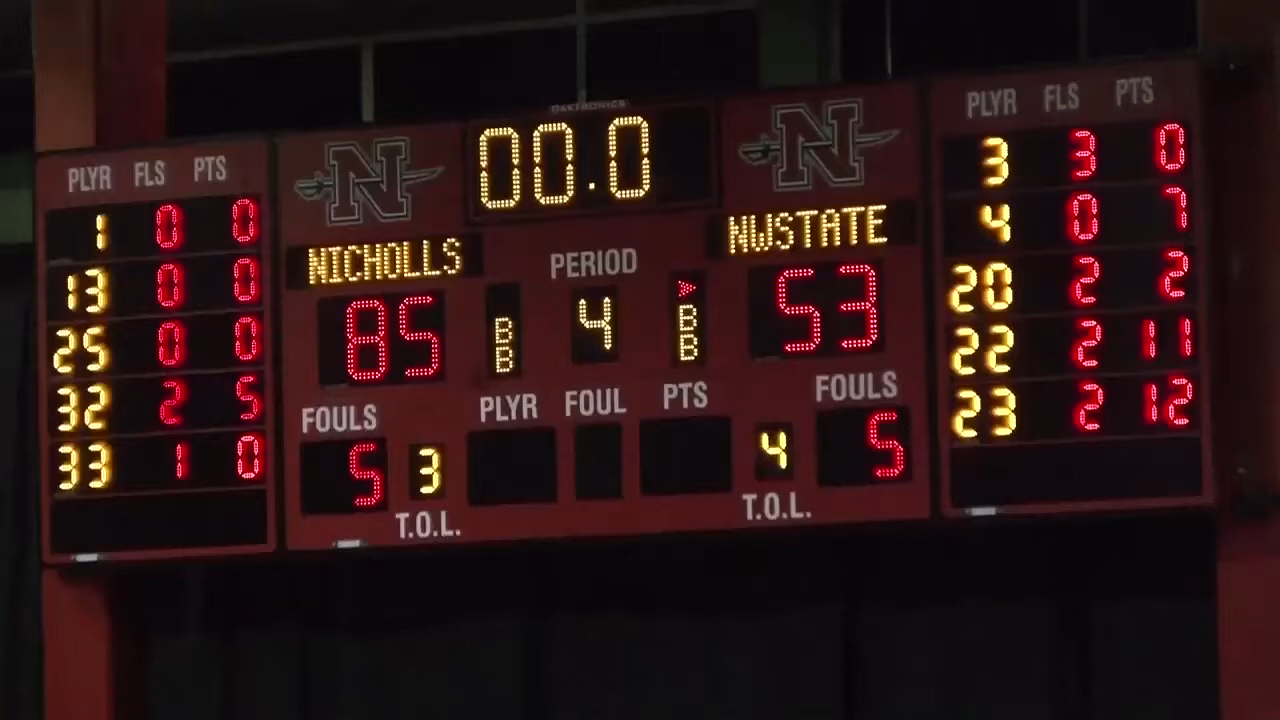 DAKTRONICS
00.0
PLYR FLS PTS
1 0 0
13 0 0
25 0 0
32 2 5
33 1 0
N
NICHOLLS
85
B
B
PERIOD
4
N
NWSTATE
53
B
B
FOULS
5
3
T.O.L.
PLYR FOUL PTS
FOULS
4
5
T.O.L.
PLYR FLS PTS
3 3 0
4 0 7
20 2 2
22 2 11
23 2 12